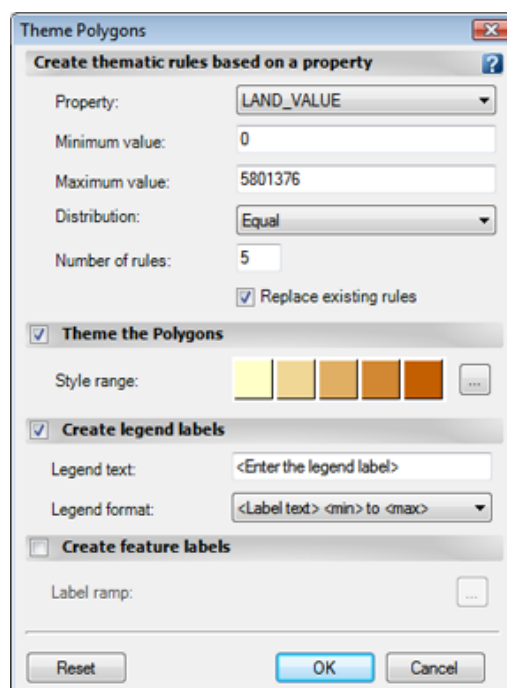 Theme Polygons
Create thematic rules based on a property
Property: LAND_VALUE
Minimum value: 0
Maximum value: 5801376
Distribution: Equal
Number of rules: 5
Replace existing rules
Theme the Polygons
Style range: ...
Create legend labels
Legend text: <Enter the legend label>
Legend format: <Label text> <min> to <max>
Create feature labels
Label ramp: ...
Reset OK Cancel